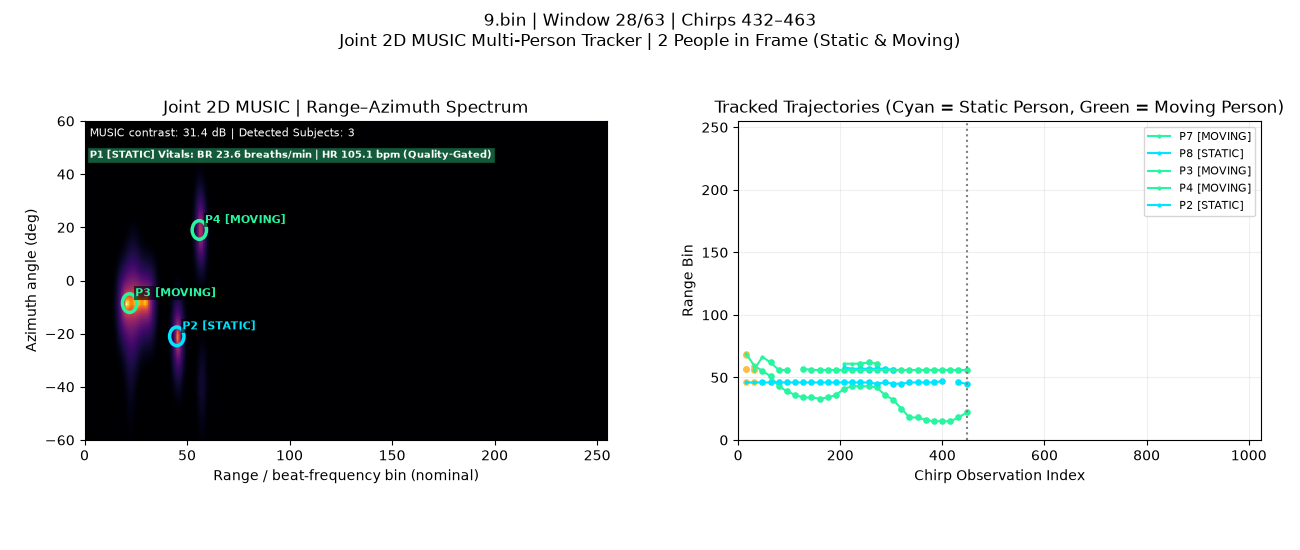 9.bin | Window 28/63 | Chirps 432–463
Joint 2D MUSIC Multi-Person Tracker | 2 People in Frame (Static & Moving)
Joint 2D MUSIC | Range–Azimuth Spectrum
MUSIC contrast: 31.4 dB | Detected Subjects: 3
P1 [STATIC] Vitals: BR 23.6 breaths/min | HR 105.1 bpm (Quality-Gated)
P4 [MOVING]
P3 [MOVING]
P2 [STATIC]
60
40
20
0
−20
−40
−60
Azimuth angle (deg)
0
50
100
150
200
250
Range / beat-frequency bin (nominal)
Tracked Trajectories (Cyan = Static Person, Green = Moving Person)
P7 [MOVING]
P8 [STATIC]
P3 [MOVING]
P4 [MOVING]
P2 [STATIC]
250
200
150
100
50
0
Range Bin
0
200
400
600
800
1000
Chirp Observation Index